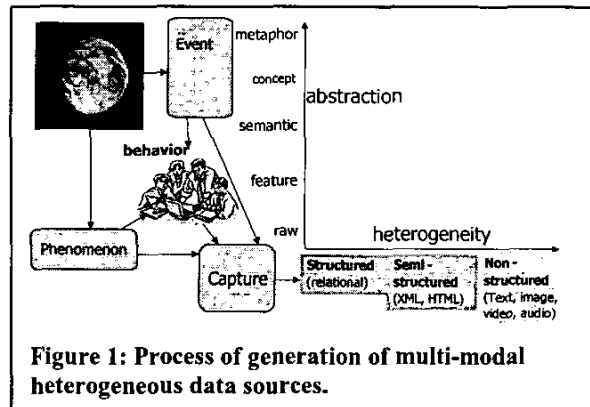 Event
metaphor
concept
abstraction
semantic
behavior
feature
raw
heterogeneity
Phenomenon
Capture
Structured
(relational)
Semi -
structured
(XML, HTML)
Non -
structured
(Text, image,
video, audio)
Figure 1: Process of generation of multi-modal
heterogeneous data sources.